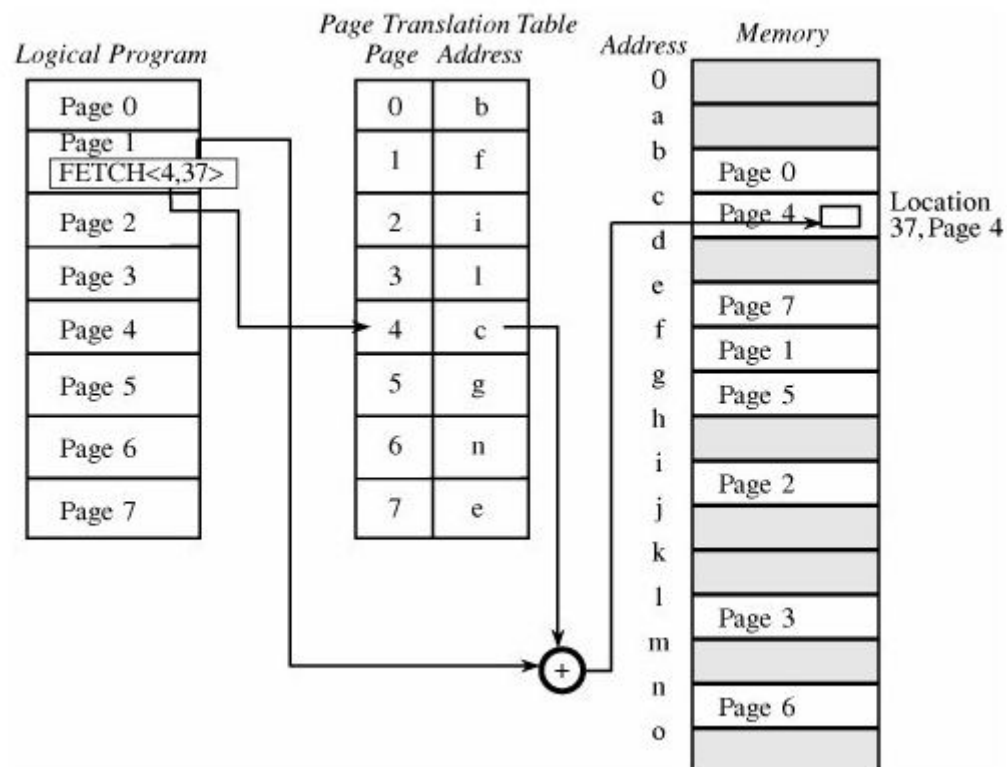 Logical Program
Page 0
Page 1
FETCH<4,37>
Page 2
Page 3
Page 4
Page 5
Page 6
Page 7
Page Translation Table
Page Address
0 b
1 f
2 i
3 l
4 c
5 g
6 n
7 e
+
Address
0
a
b
c
d
e
f
g
h
i
j
k
l
m
n
o
Memory
Page 0
Page 4
Page 7
Page 1
Page 5
Page 2
Page 3
Page 6
Location
37, Page 4